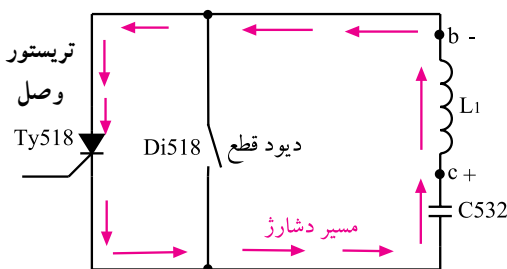 b -
تریستور
وصل
L1
Ty518
Di518
دیود قطع
c +
C532
مسیر دشارژ